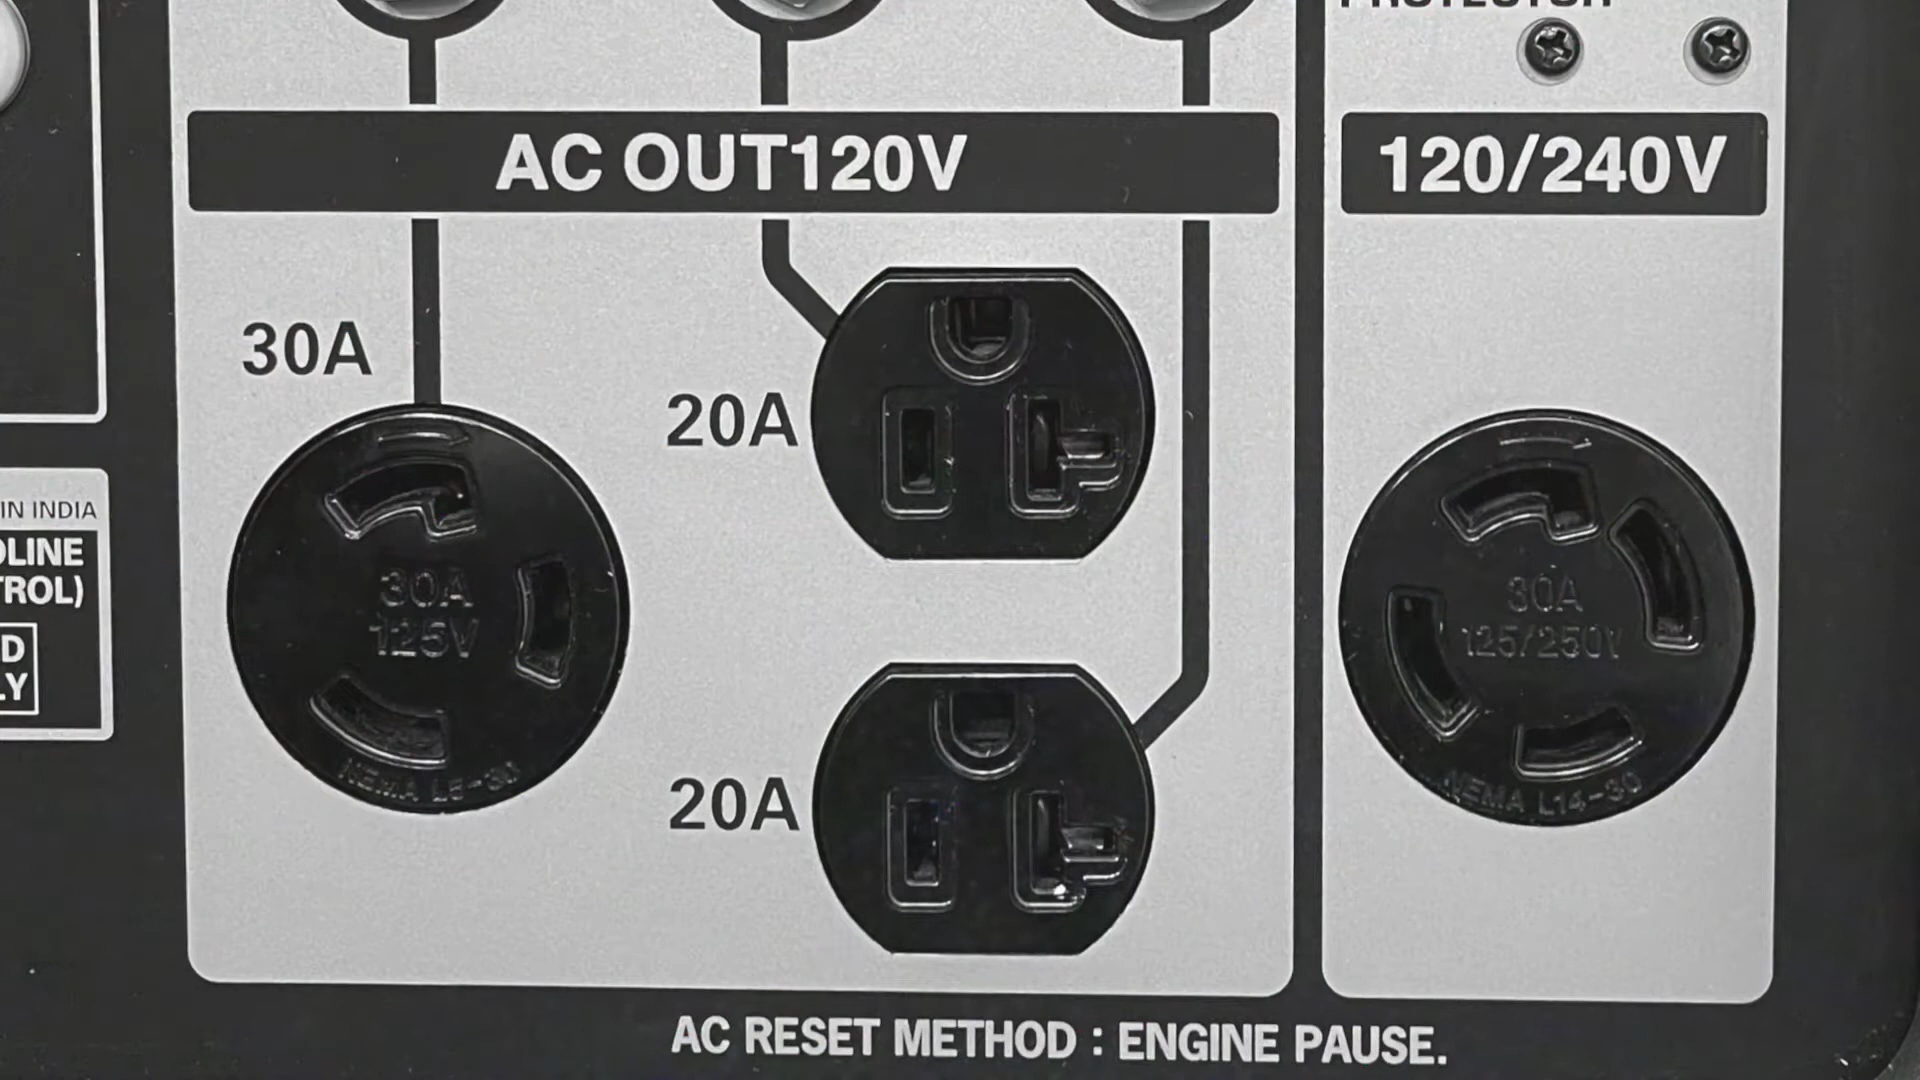 PROTECTOR
AC OUT120V
120/240V
30A
20A
30A
125V
NEMA L5-30
20A
30A
125/250V
NEMA L14-30
IN INDIA
AC RESET METHOD : ENGINE PAUSE.